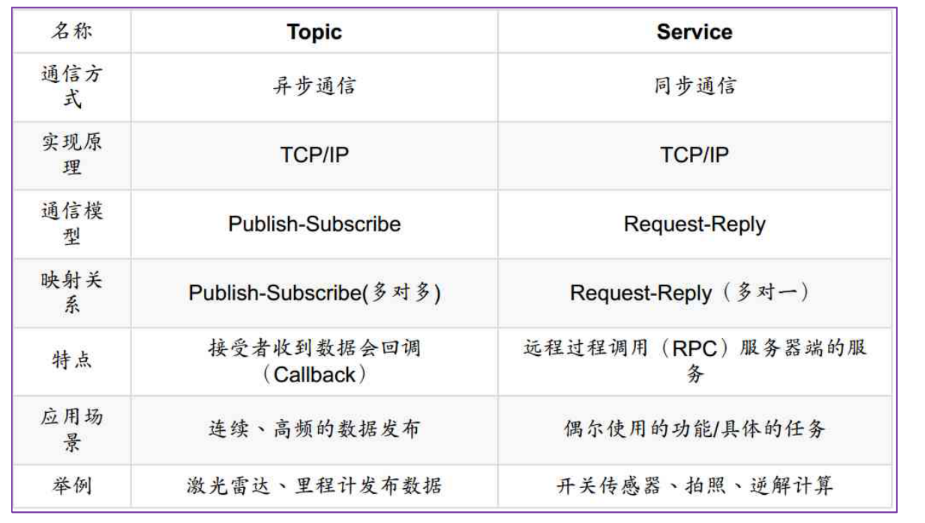 名称 Topic Service
通信方式 异步通信 同步通信
实现原理 TCP/IP TCP/IP
通信模型 Publish-Subscribe Request-Reply
映射关系 Publish-Subscribe(多对多) Request-Reply（多对一）
特点 接受者收到数据会回调（Callback） 远程过程调用（RPC）服务器端的服务
应用场景 连续、高频的数据发布 偶尔使用的功能/具体的任务
举例 激光雷达、里程计发布数据 开关传感器、拍照、逆解计算